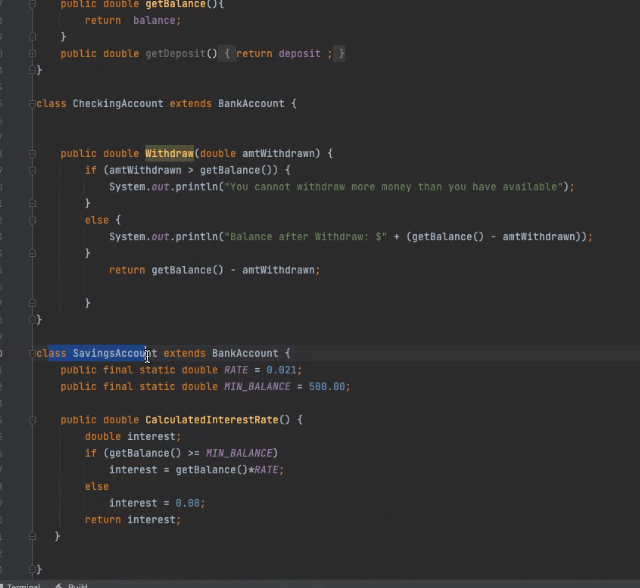 public double getBalance(){
return balance;
}
public double getDeposit() { return deposit ; }
}
class CheckingAccount extends BankAccount {
public double Withdraw(double amtWithdrawn) {
if (amtWithdrawn > getBalance()) {
System.out.println("You cannot withdraw more money than you have available");
}
else {
System.out.println("Balance after Withdraw: $" + (getBalance() - amtWithdrawn));
}
return getBalance() - amtWithdrawn;
}
}
class SavingsAccount extends BankAccount {
public final static double RATE = 0.021;
public final static double MIN_BALANCE = 500.00;
public double CalculatedInterestRate() {
double interest;
if (getBalance() >= MIN_BALANCE)
interest = getBalance()*RATE;
else
interest = 0.00;
return interest;
}
}
Terminal Build